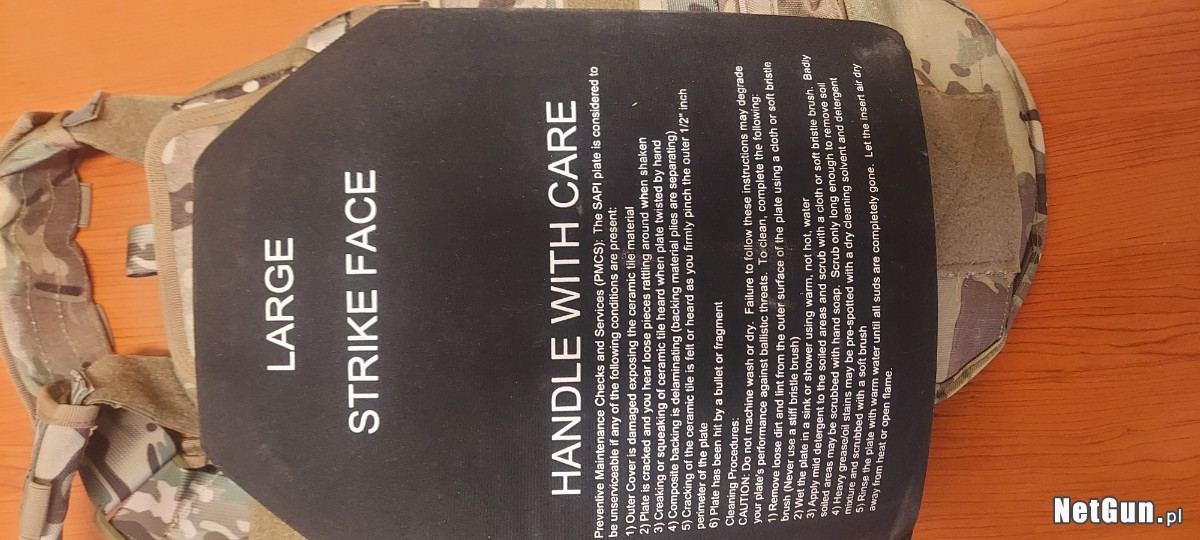 LARGE
STRIKE FACE
HANDLE WITH CARE
Preventive Maintenance Checks and Services (PMCS): The SAPI plate is considered to
be unserviceable if any of the following conditions are present:
1) Outer Cover is damaged exposing the ceramic tile material
2) Plate is cracked and you hear loose pieces rattling around when shaken
3) Creaking or squeaking of ceramic tile heard when plate twisted by hand
4) Composite backing is delaminating (backing material plies are separating)
5) Cracking of the ceramic tile is felt or heard as you firmly pinch the outer 1/2" inch
perimeter of the plate
6) Plate has been hit by a bullet or fragment
Cleaning Procedures:
CAUTION: Do not machine wash or dry. Failure to follow these instructions may degrade
your plate's performance against ballistic threats. To clean, complete the following:
1) Remove loose dirt and lint from the outer surface of the plate using a cloth or soft bristle
brush (Never use a stiff bristle brush)
2) Wet the plate in a sink or shower using warm, not hot, water
3) Apply mild detergent to the soiled areas and scrub with a cloth or soft bristle brush. Badly
soiled areas may be scrubbed with hand soap. Scrub only long enough to remove soil
4) Heavy grease/oil stains may be pre-spotted with a dry cleaning solvent and detergent
mixture and scrubbed with a soft brush
5) Rinse the plate with warm water until all suds are completely gone. Let the insert air dry
away from heat or open flame.
NetGun.pl